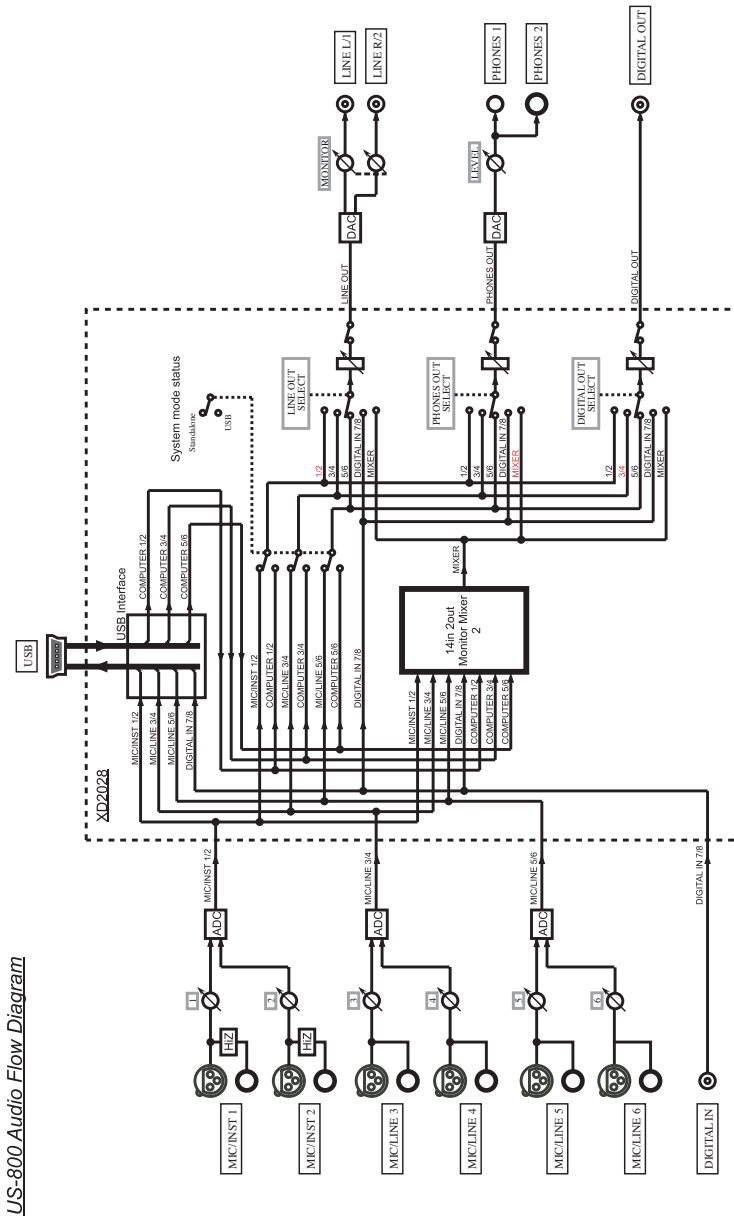 US-800 Audio Flow Diagram
MIC/INST 1
MIC/INST 2
MIC/LINE 3
MIC/LINE 4
MIC/LINE 5
MIC/LINE 6
DIGITAL IN
HiZ
HiZ
1
2
3
4
5
6
ADC
ADC
ADC
MIC/INST 1/2
MIC/LINE 3/4
MIC/LINE 5/6
DIGITAL IN 7/8
XD2028
USB
USB Interface
MIC/INST 1/2
MIC/LINE 3/4
MIC/LINE 5/6
DIGITAL IN 7/8
COMPUTER 1/2
COMPUTER 3/4
COMPUTER 5/6
System mode status
Standalone
USB
MIC/INST 1/2
COMPUTER 1/2
MIC/LINE 3/4
COMPUTER 3/4
MIC/LINE 5/6
COMPUTER 5/6
DIGITAL IN 7/8
MIC/INST 1/2
MIC/LINE 3/4
MIC/LINE 5/6
DIGITAL IN 7/8
COMPUTER 1/2
COMPUTER 3/4
COMPUTER 5/6
14in 2out
Monitor Mixer
2
MIXER
1/2
3/4
5/6
DIGITAL IN 7/8
MIXER
1/2
3/4
5/6
DIGITAL IN 7/8
MIXER
1/2
3/4
5/6
DIGITAL IN 7/8
MIXER
LINE OUT
SELECT
PHONES OUT
SELECT
DIGITAL OUT
SELECT
LINE OUT
PHONES OUT
DIGITAL OUT
DAC
DAC
MONITOR
LEVEL
LINE L/1
LINE R/2
PHONES 1
PHONES 2
DIGITAL OUT